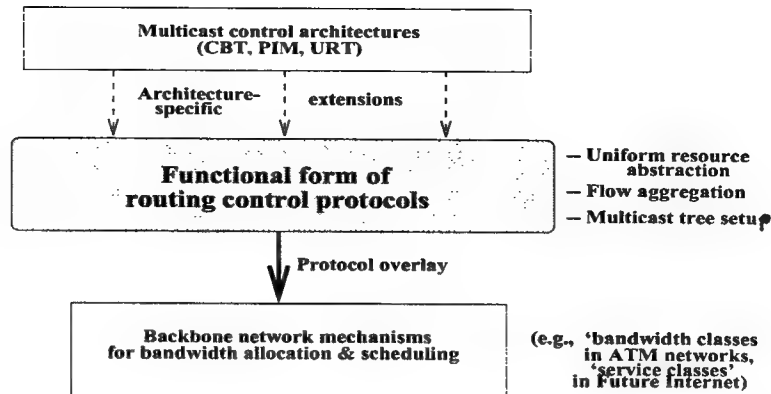 Multicast control architectures
(CBT, PIM, URT)
Architecture-
specific
extensions
Functional form of
routing control protocols
– Uniform resource
abstraction
– Flow aggregation
– Multicast tree setup
Protocol overlay
Backbone network mechanisms
for bandwidth allocation & scheduling
(e.g., 'bandwidth classes
in ATM networks,
'service classes'
in Future Internet)